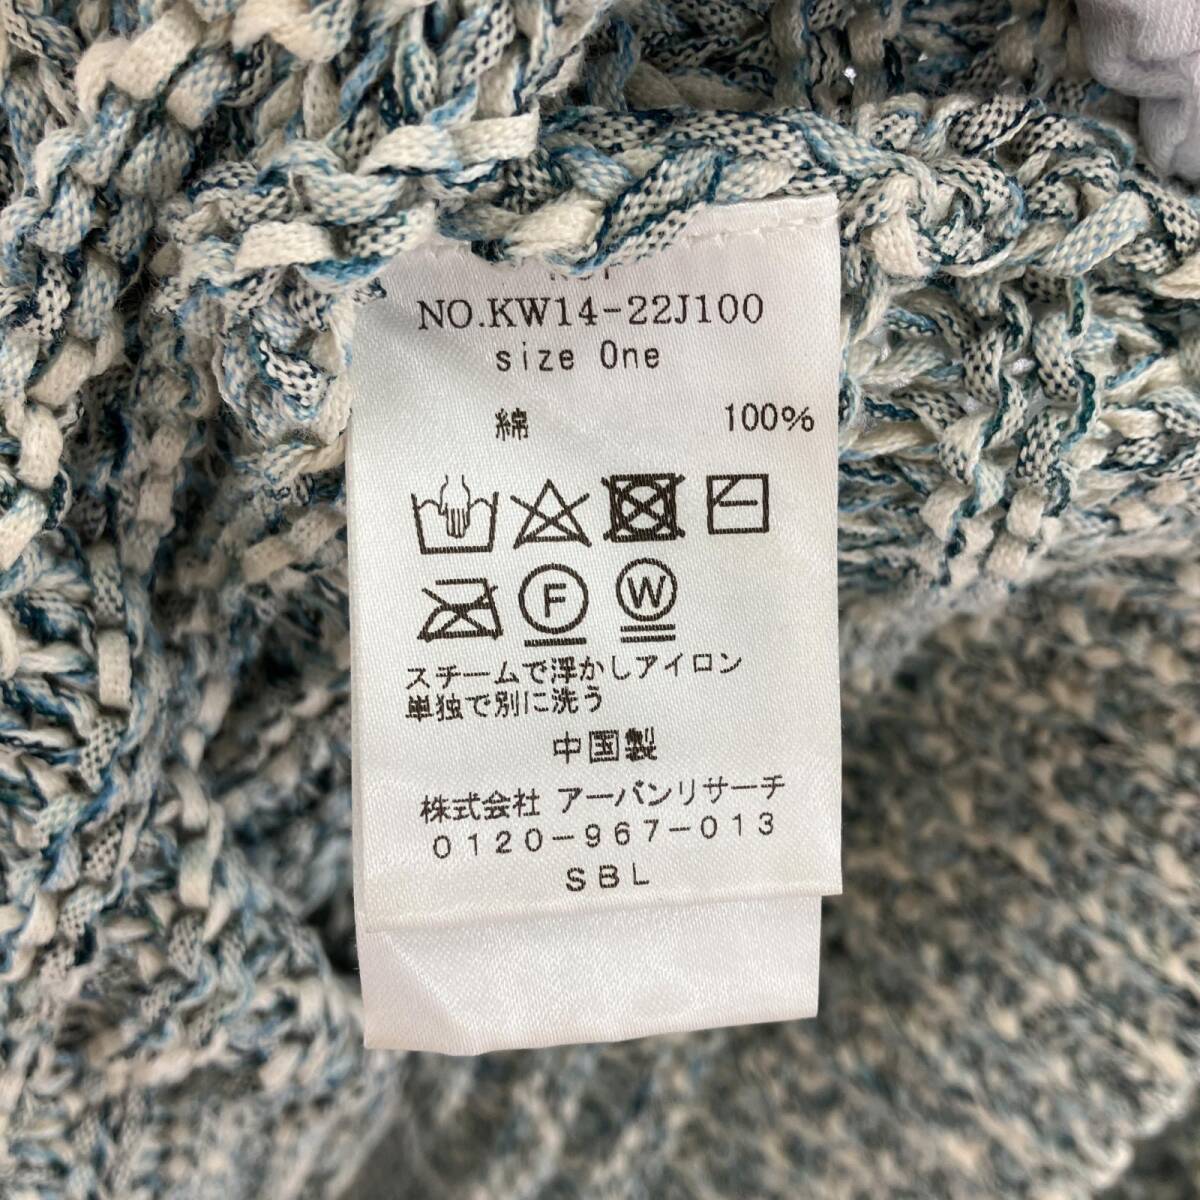 NO.KW14-22J100
size One
綿 100%
F W
スチームで浮かしアイロン
単独で別に洗う
中国製
株式会社 アーバンリサーチ
0120-967-013
SBL